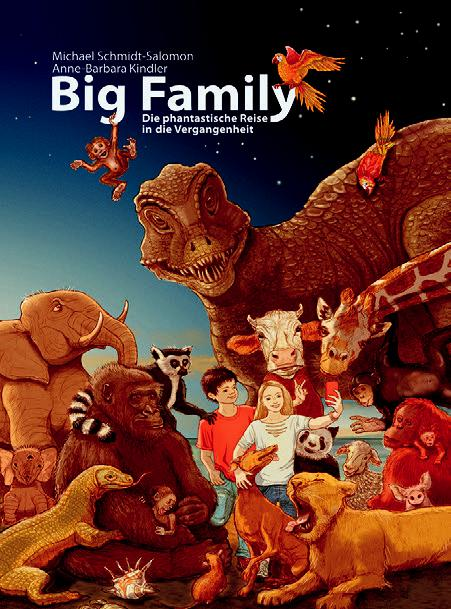 Michael Schmidt-Salomon
Anne-Barbara Kindler
Big Family
Die phantastische Reise
in die Vergangenheit